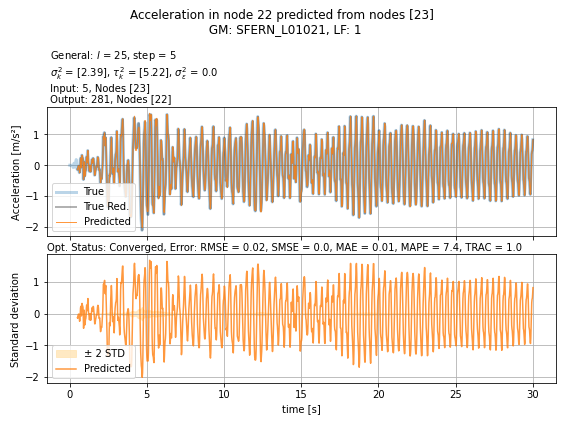 Acceleration in node 22 predicted from nodes [23]
GM: SFERN_L01021, LF: 1
General: l = 25, step = 5
σ²ₖ = [2.39], τ²ₖ = [5.22], σ²_ε = 0.0
Input: 5, Nodes [23]
Output: 281, Nodes [22]
Acceleration [m/s²]
1
0
−1
−2
True
True Red.
Predicted
Opt. Status: Converged, Error: RMSE = 0.02, SMSE = 0.0, MAE = 0.01, MAPE = 7.4, TRAC = 1.0
Standard deviation
1
0
−1
−2
± 2 STD
Predicted
0 5 10 15 20 25 30
time [s]